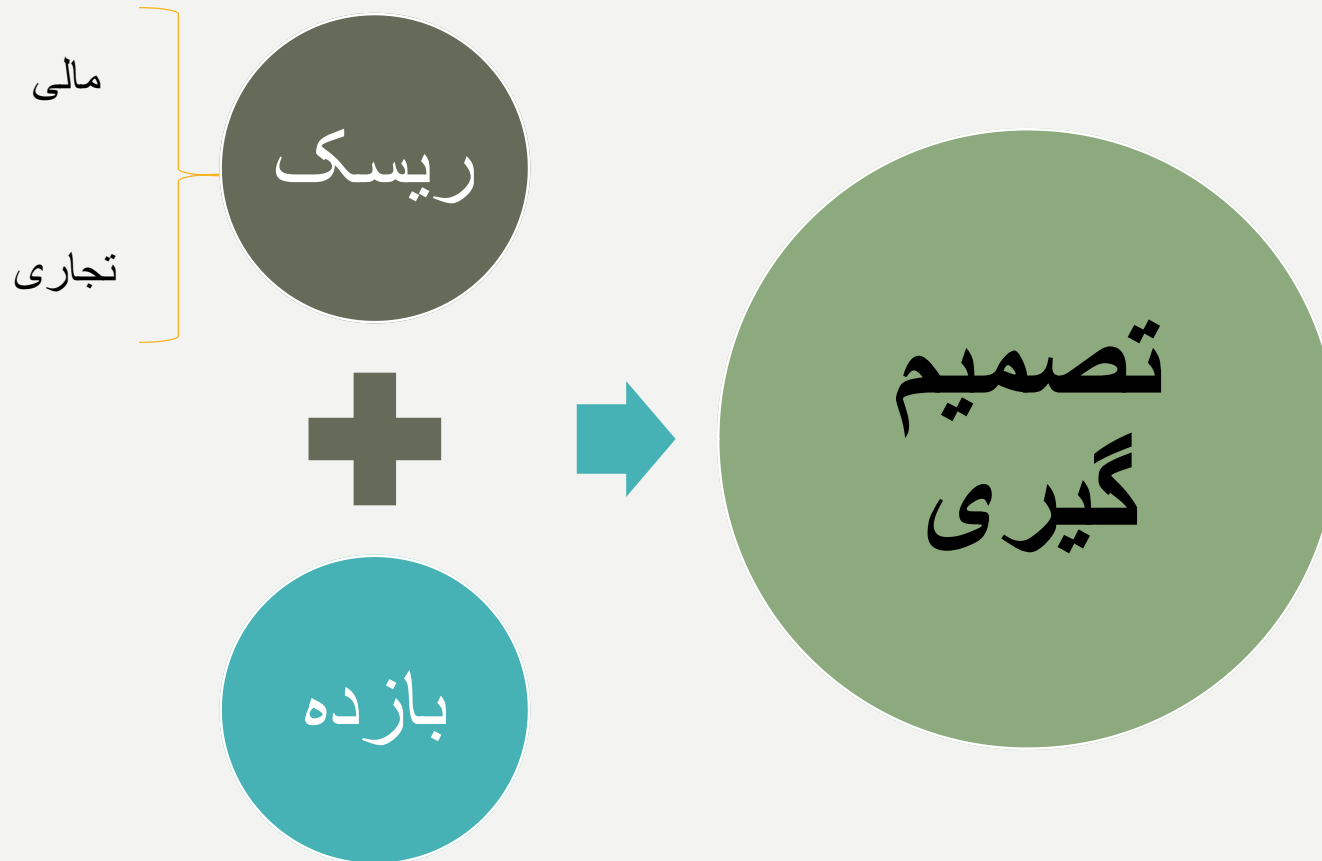 مالی
تجاری
ریسک
بازده
تصمیم
گیری